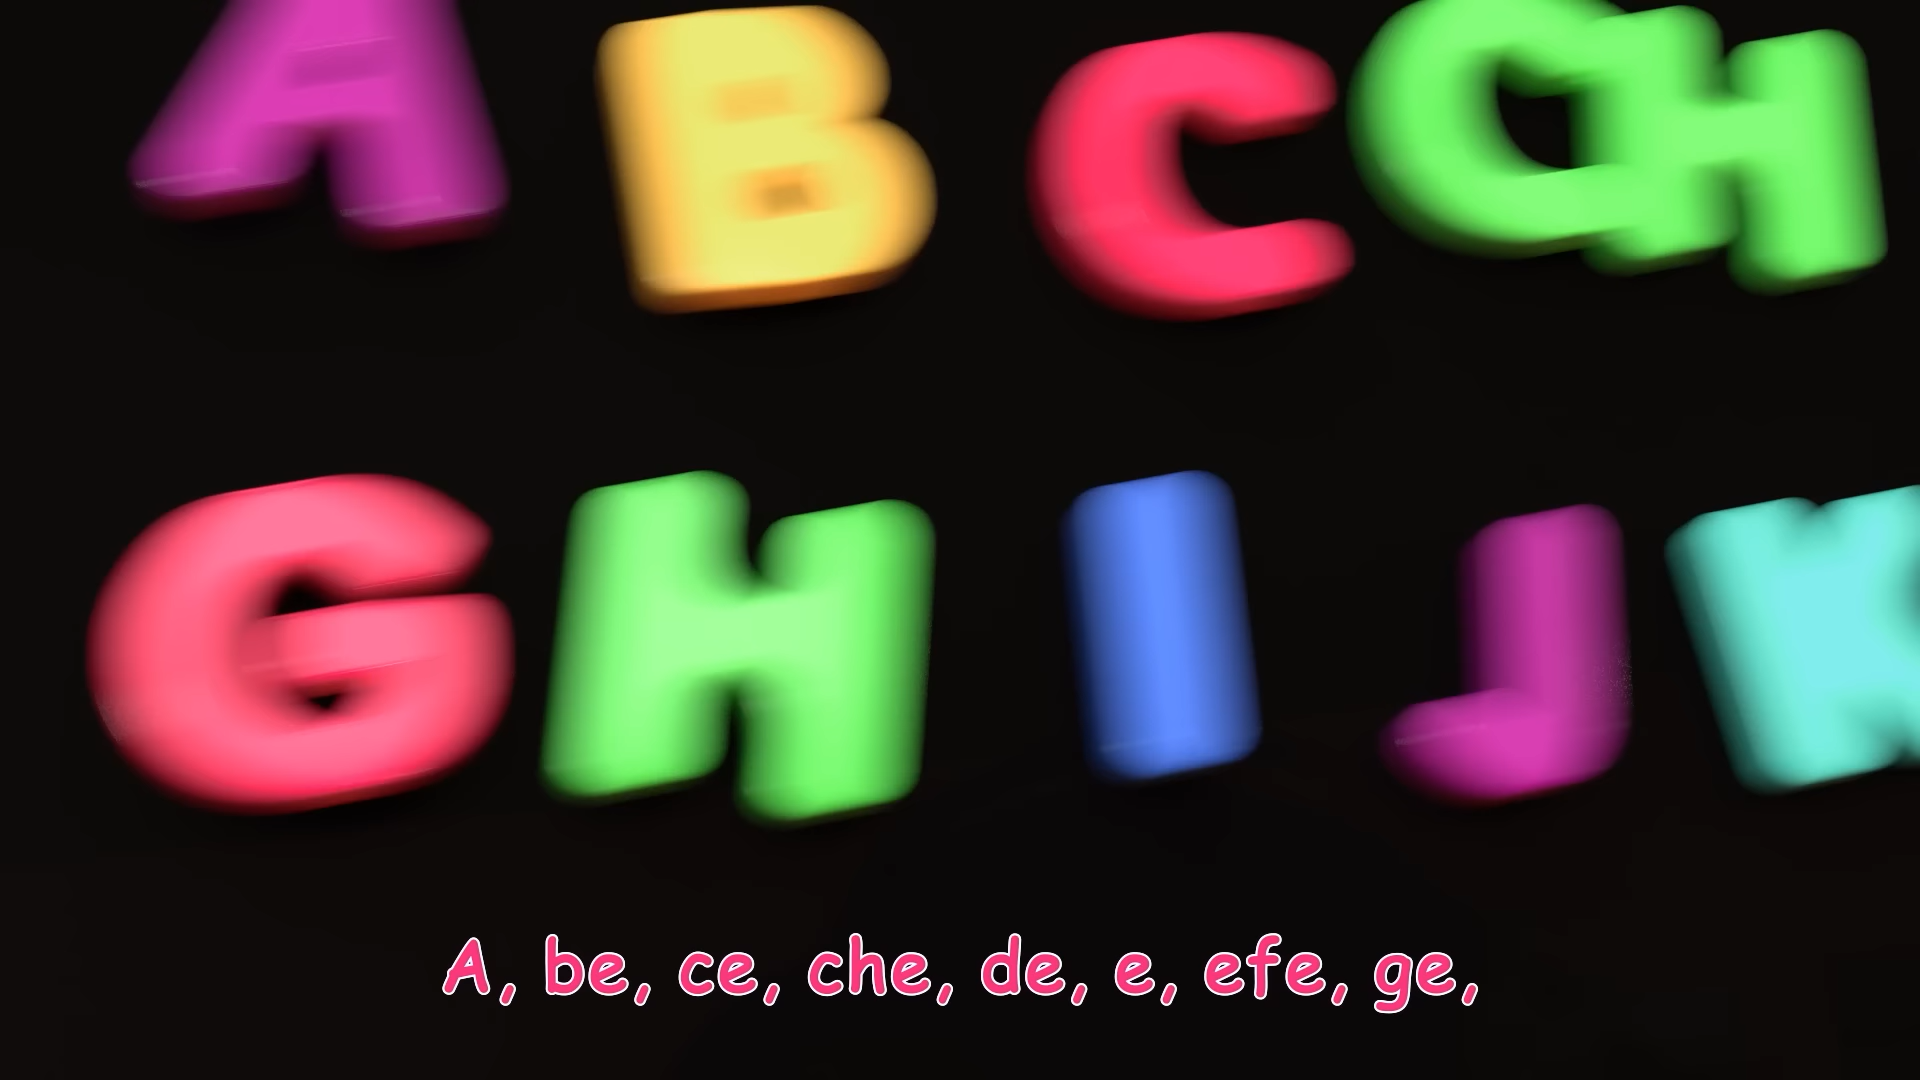 A B C CH
G H I J K
A, be, ce, che, de, e, efe, ge,